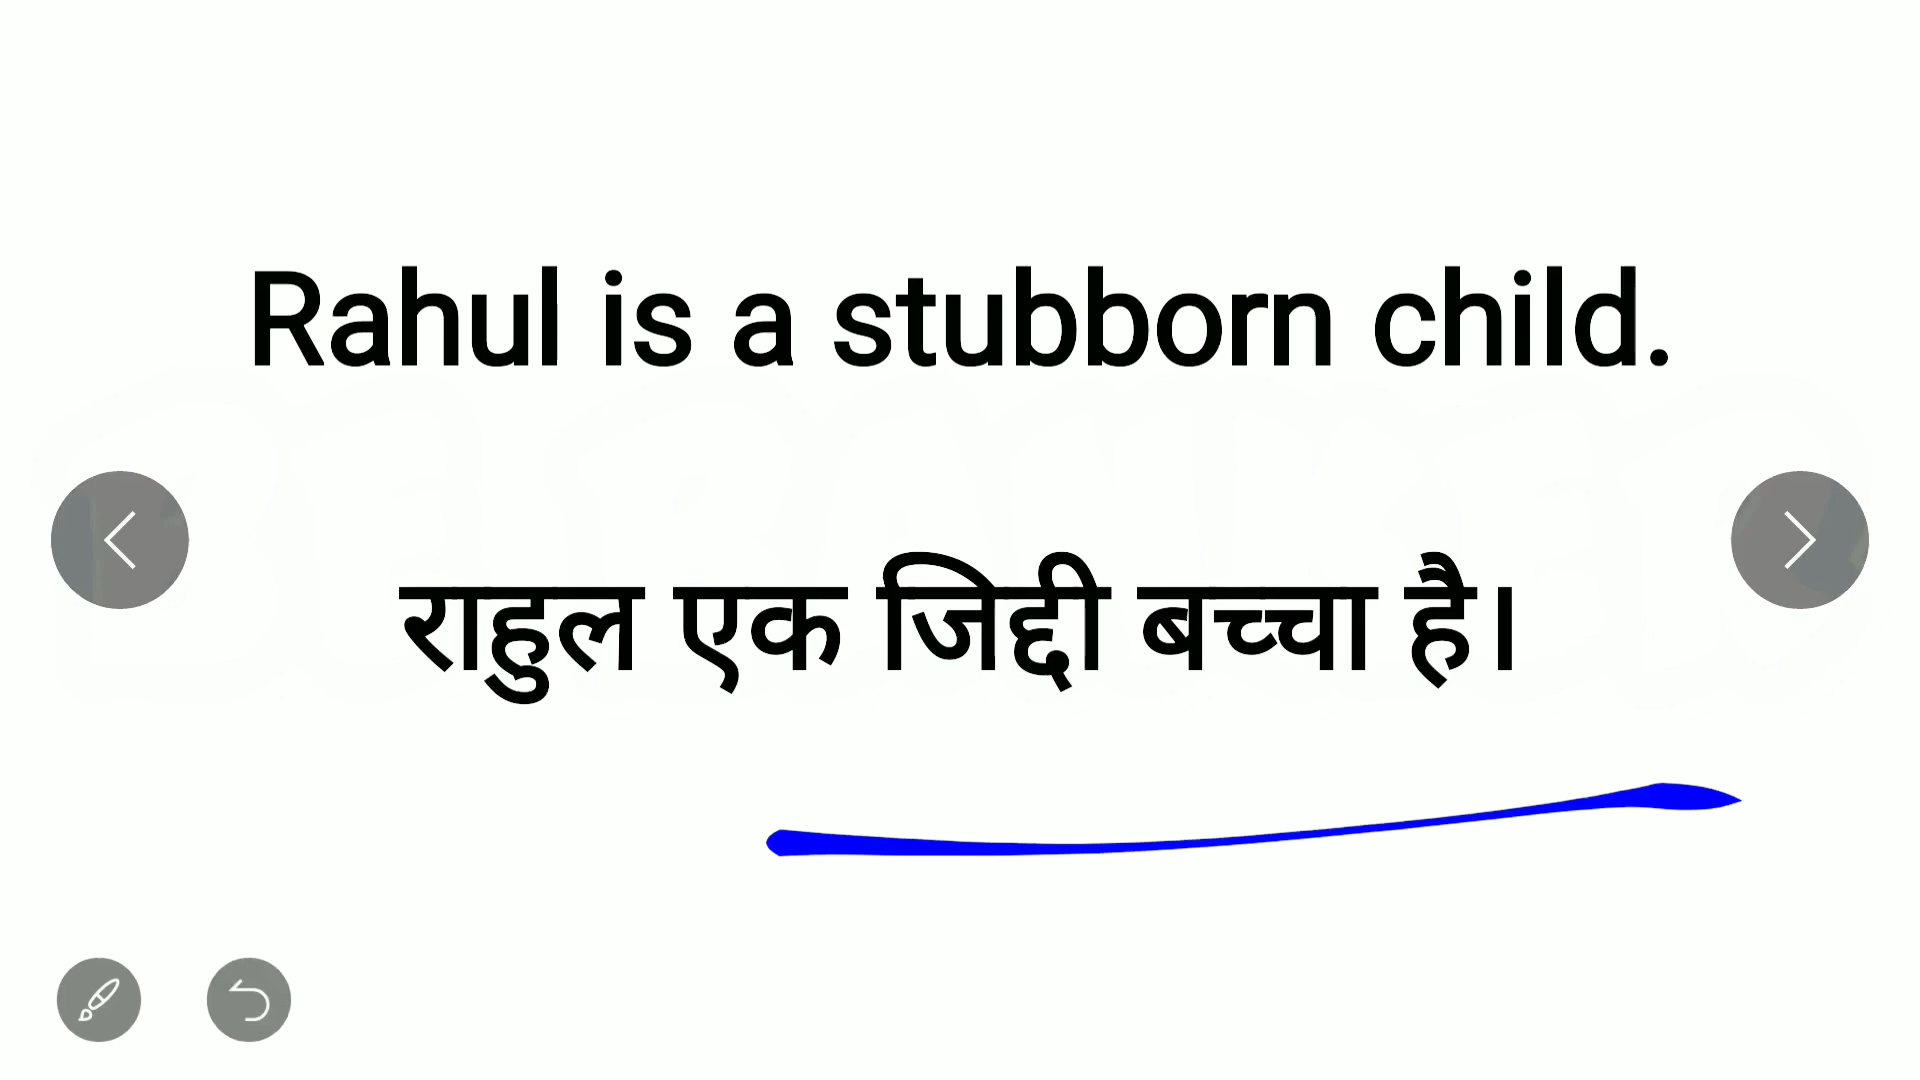 Rahul is a stubborn child.
राहुल एक जिद्दी बच्चा है।